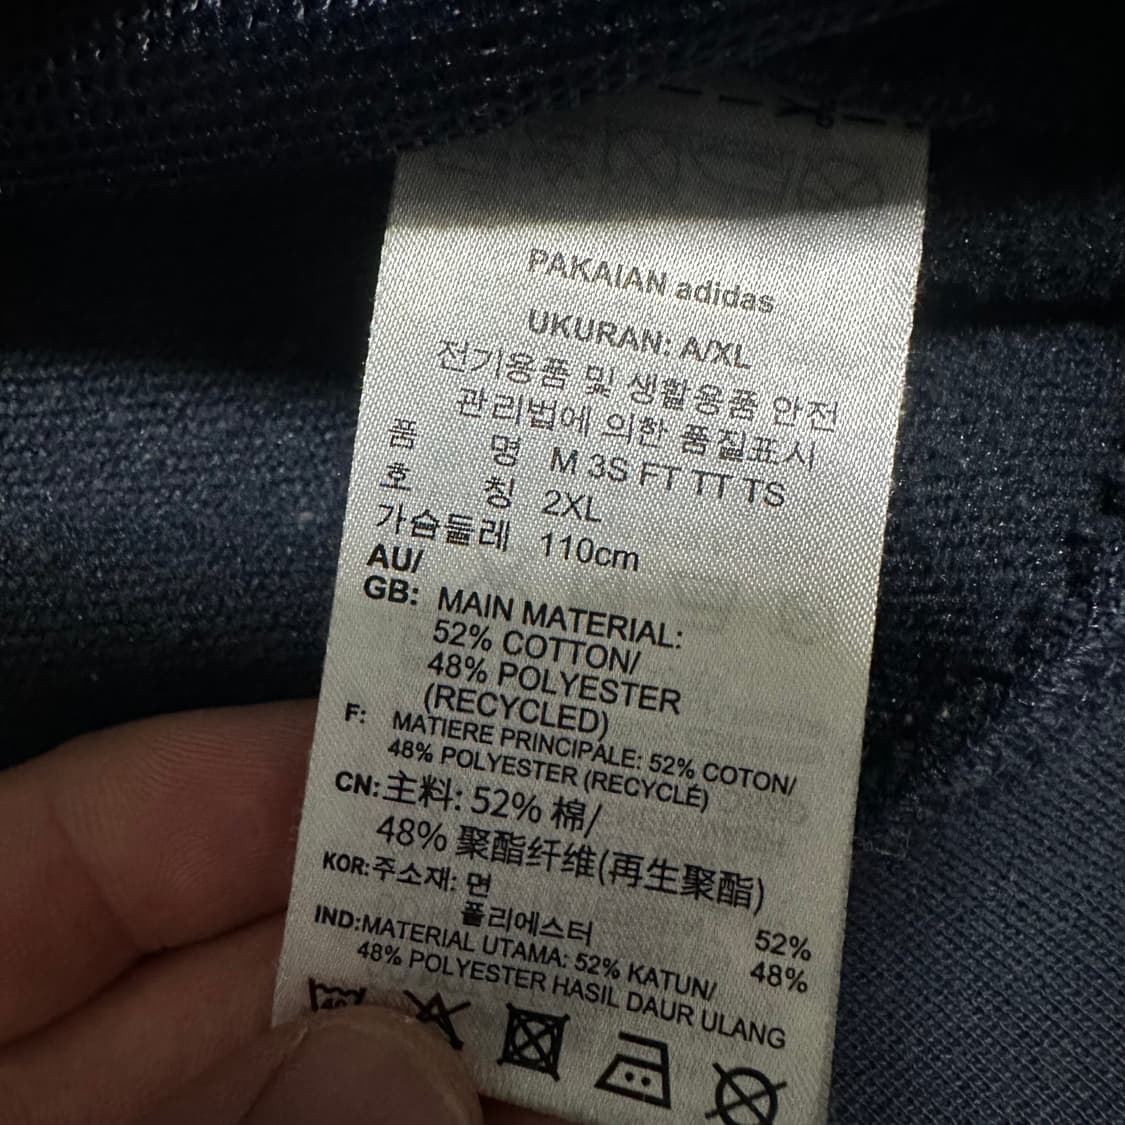 PAKAIAN adidas
UKURAN: A/XL
전기용품 및 생활용품 안전
관리법에 의한 품질표시
품 명 M 3S FT TT TS
호 칭 2XL
가슴둘레 110cm
AU/
GB: MAIN MATERIAL:
52% COTTON/
48% POLYESTER
(RECYCLED)
F: MATIERE PRINCIPALE: 52% COTON/
48% POLYESTER (RECYCLÉ)
CN: 主料: 52% 棉/
48% 聚酯纤维(再生聚酯)
KOR: 주소재: 면 52%
폴리에스터 48%
IND: MATERIAL UTAMA: 52% KATUN/
48% POLYESTER HASIL DAUR ULANG
40